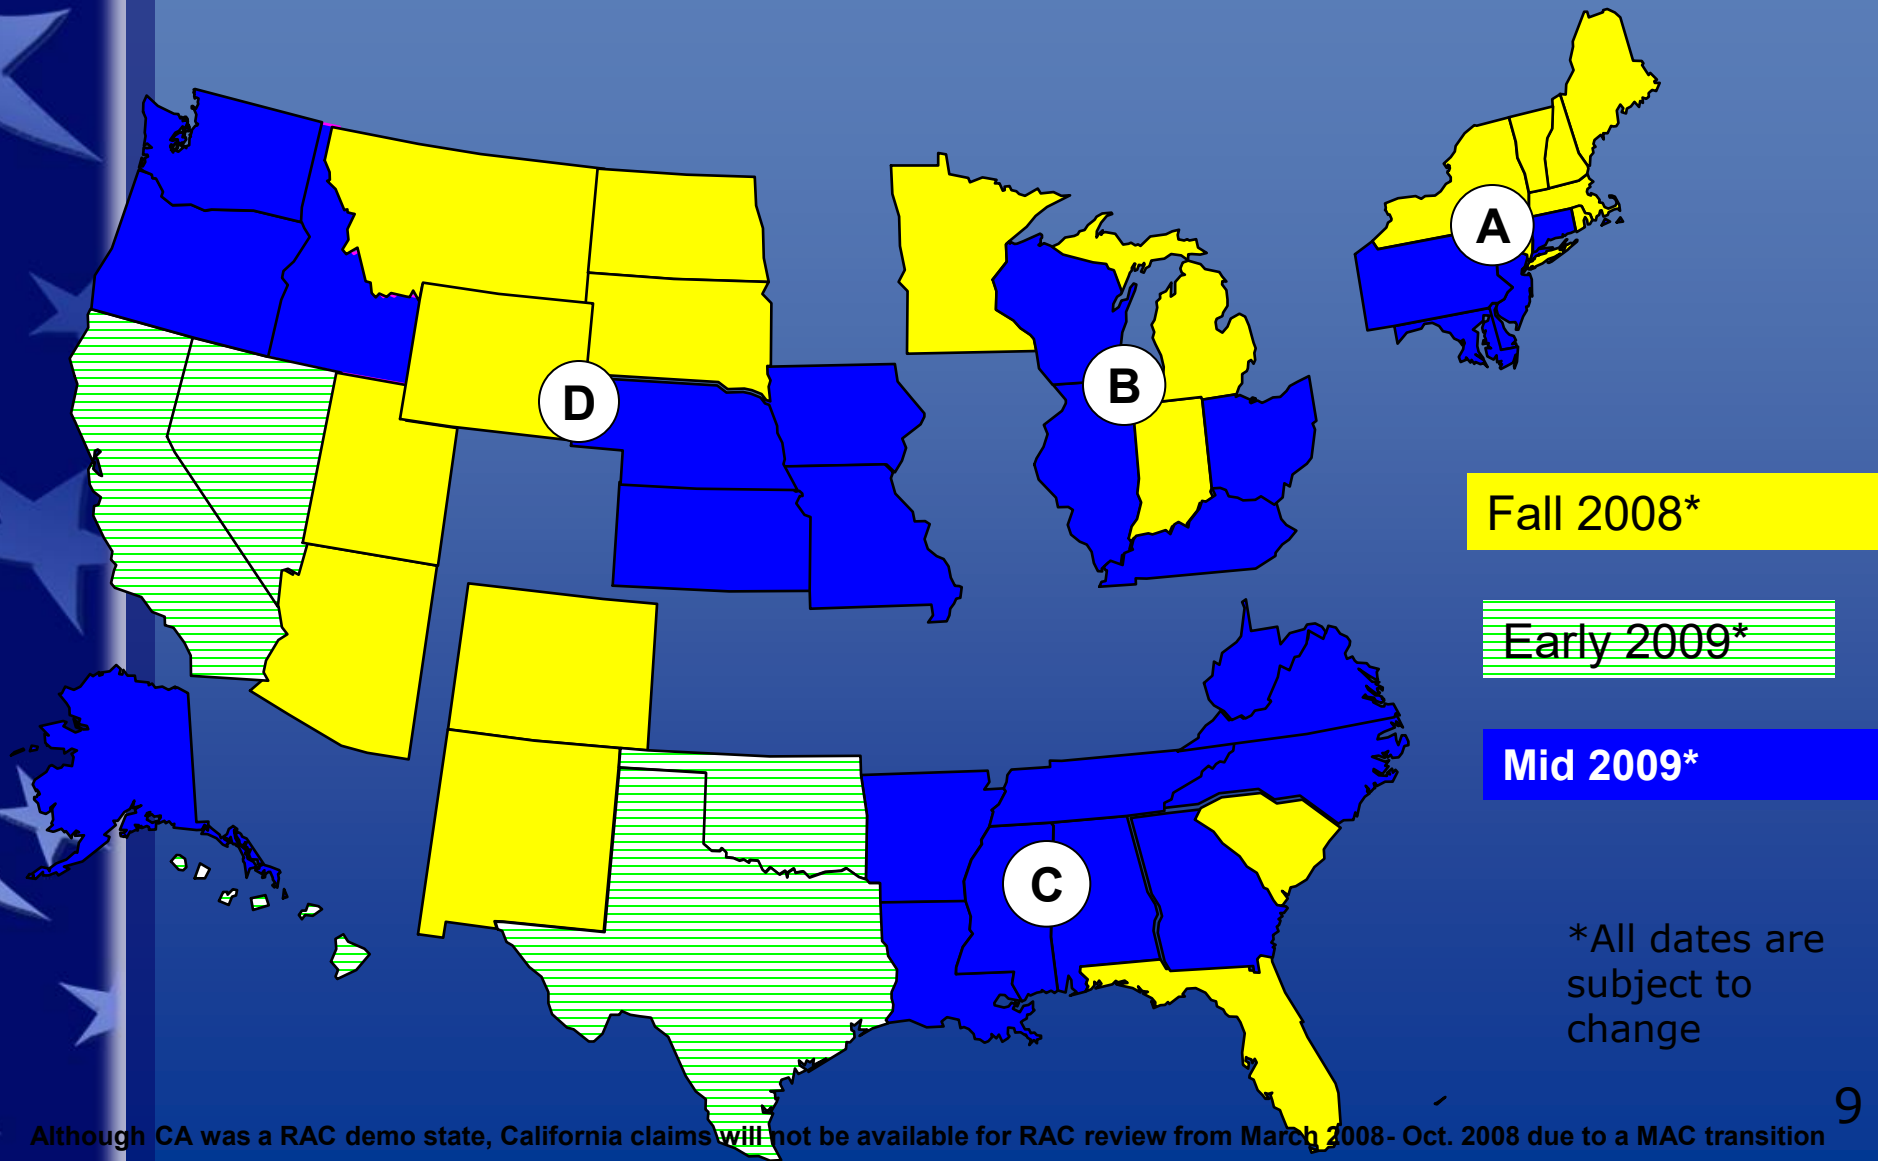 A
B
D
Fall 2008*
Early 2009*
Mid 2009*
C
*All dates are
subject to
change
9
Although CA was a RAC demo state, California claims will not be available for RAC review from March 2008- Oct. 2008 due to a MAC transition